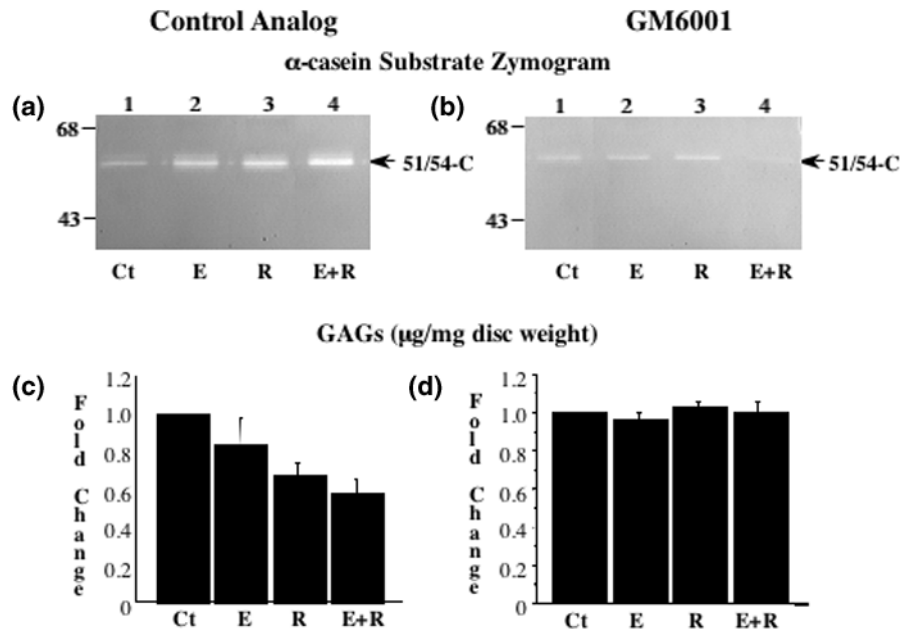 Control Analog GM6001
α-casein Substrate Zymogram
(a) 1 2 3 4 (b) 1 2 3 4
68 68
51/54-C 51/54-C
43 43
Ct E R E+R Ct E R E+R
GAGs (μg/mg disc weight)
(c) (d)
Fold Change Fold Change
1.2 1.2
1.0 1.0
0.8 0.8
0.6 0.6
0.4 0.4
0.2 0.2
0 0
Ct E R E+R Ct E R E+R